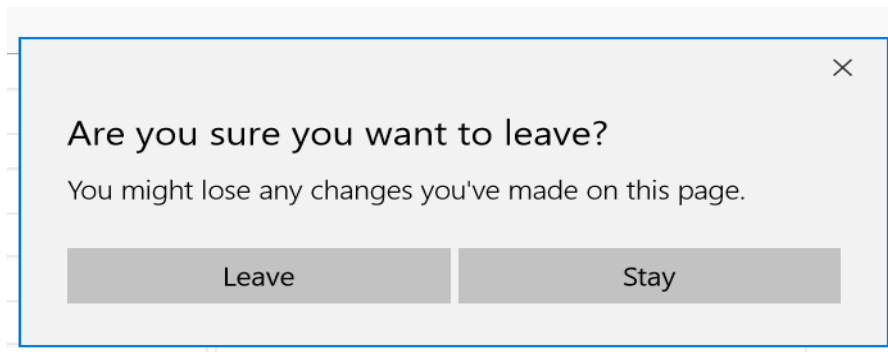 Are you sure you want to leave?
You might lose any changes you've made on this page.
Leave
Stay